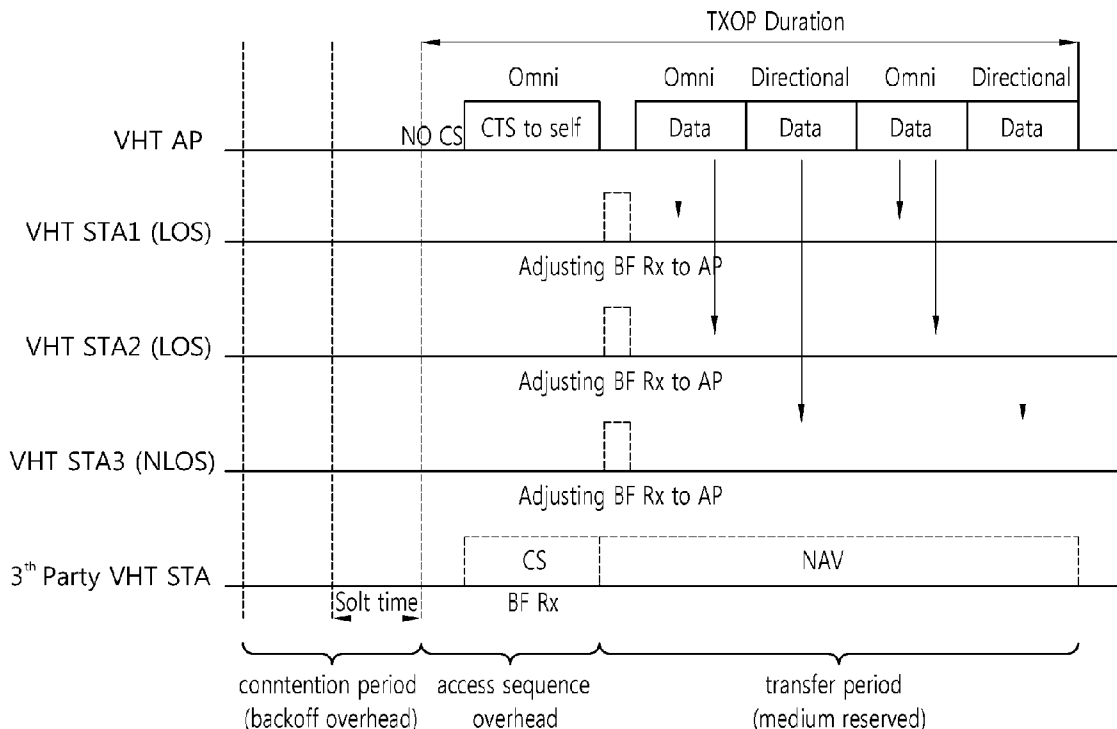 TXOP Duration
Omni
Omni
Directional
Omni
Directional
VHT AP
NO CS
CTS to self
Data
Data
Data
Data
VHT STA1 (LOS)
Adjusting BF Rx to AP
VHT STA2 (LOS)
Adjusting BF Rx to AP
VHT STA3 (NLOS)
Adjusting BF Rx to AP
3th Party VHT STA
CS
NAV
Solt time
BF Rx
conntention period
(backoff overhead)
access sequence
overhead
transfer period
(medium reserved)